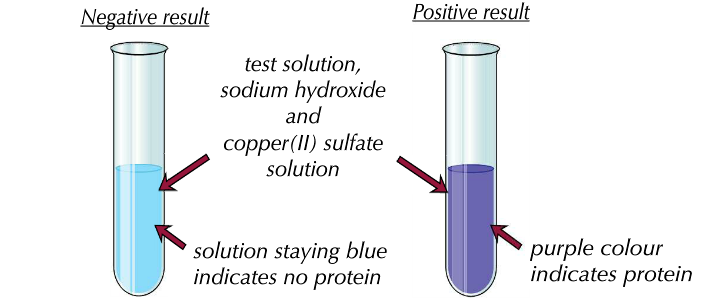 Negative result
Positive result
test solution,
sodium hydroxide
and
copper(II) sulfate
solution
solution staying blue
indicates no protein
purple colour
indicates protein